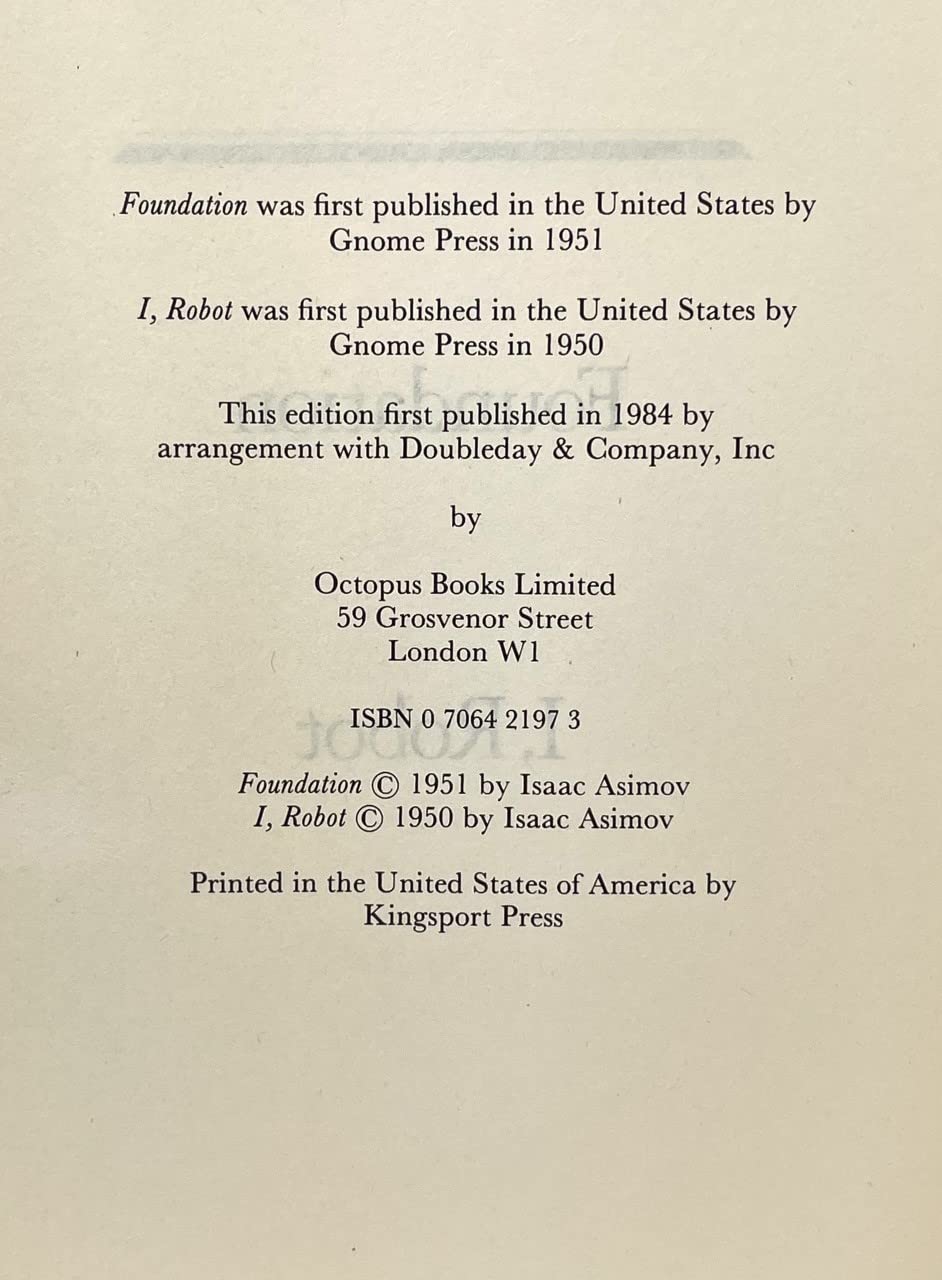 Foundation was first published in the United States by
Gnome Press in 1951
I, Robot was first published in the United States by
Gnome Press in 1950
This edition first published in 1984 by
arrangement with Doubleday & Company, Inc
by
Octopus Books Limited
59 Grosvenor Street
London W1
ISBN 0 7064 2197 3
Foundation © 1951 by Isaac Asimov
I, Robot © 1950 by Isaac Asimov
Printed in the United States of America by
Kingsport Press